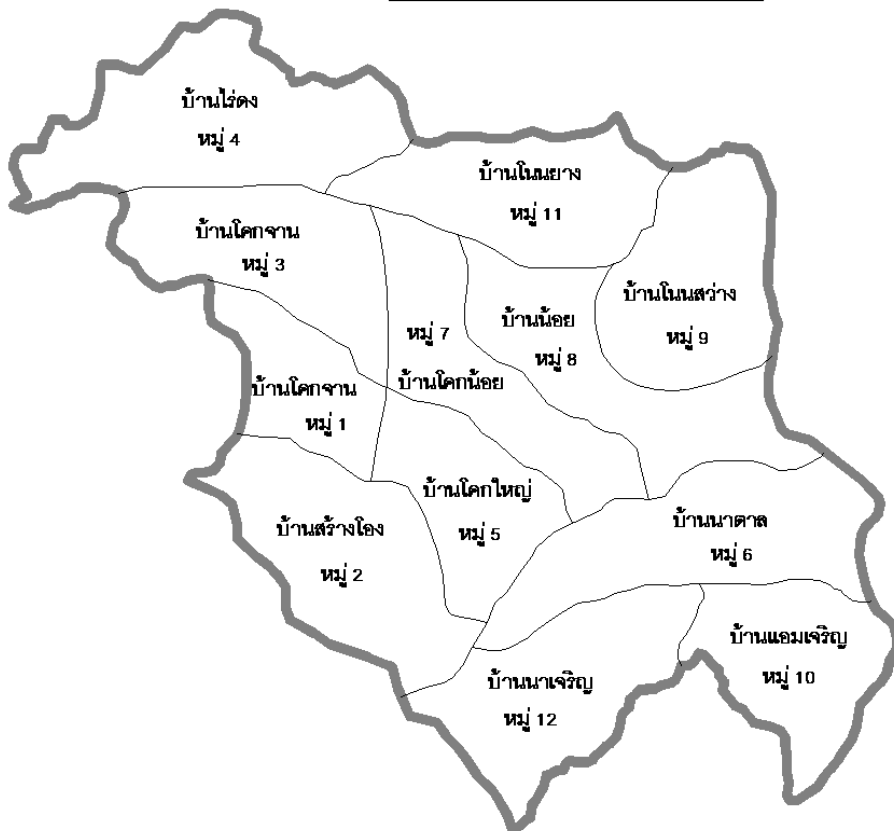 บ้านไร่ดง
หมู่ 4
บ้านโนนยาง
หมู่ 11
บ้านโคกจาน
หมู่ 3
บ้านโนนสว่าง
หมู่ 9
หมู่ 7
บ้านโคกน้อย
บ้านน้อย
หมู่ 8
บ้านโคกจาน
หมู่ 1
บ้านโคกใหญ่
หมู่ 5
บ้านสร้างโอง
หมู่ 2
บ้านนาตาล
หมู่ 6
บ้านแอมเจริญ
หมู่ 10
บ้านนาเจริญ
หมู่ 12